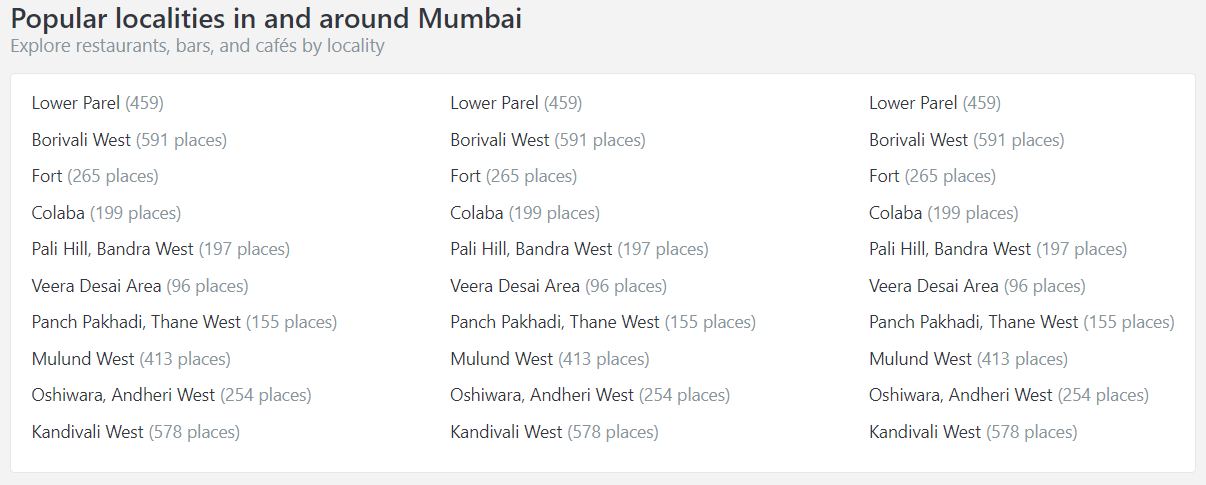 Popular localities in and around Mumbai
Explore restaurants, bars, and cafés by locality
Lower Parel (459)
Borivali West (591 places)
Fort (265 places)
Colaba (199 places)
Pali Hill, Bandra West (197 places)
Veera Desai Area (96 places)
Panch Pakhadi, Thane West (155 places)
Mulund West (413 places)
Oshiwara, Andheri West (254 places)
Kandivali West (578 places)
Lower Parel (459)
Borivali West (591 places)
Fort (265 places)
Colaba (199 places)
Pali Hill, Bandra West (197 places)
Veera Desai Area (96 places)
Panch Pakhadi, Thane West (155 places)
Mulund West (413 places)
Oshiwara, Andheri West (254 places)
Kandivali West (578 places)
Lower Parel (459)
Borivali West (591 places)
Fort (265 places)
Colaba (199 places)
Pali Hill, Bandra West (197 places)
Veera Desai Area (96 places)
Panch Pakhadi, Thane West (155 places)
Mulund West (413 places)
Oshiwara, Andheri West (254 places)
Kandivali West (578 places)